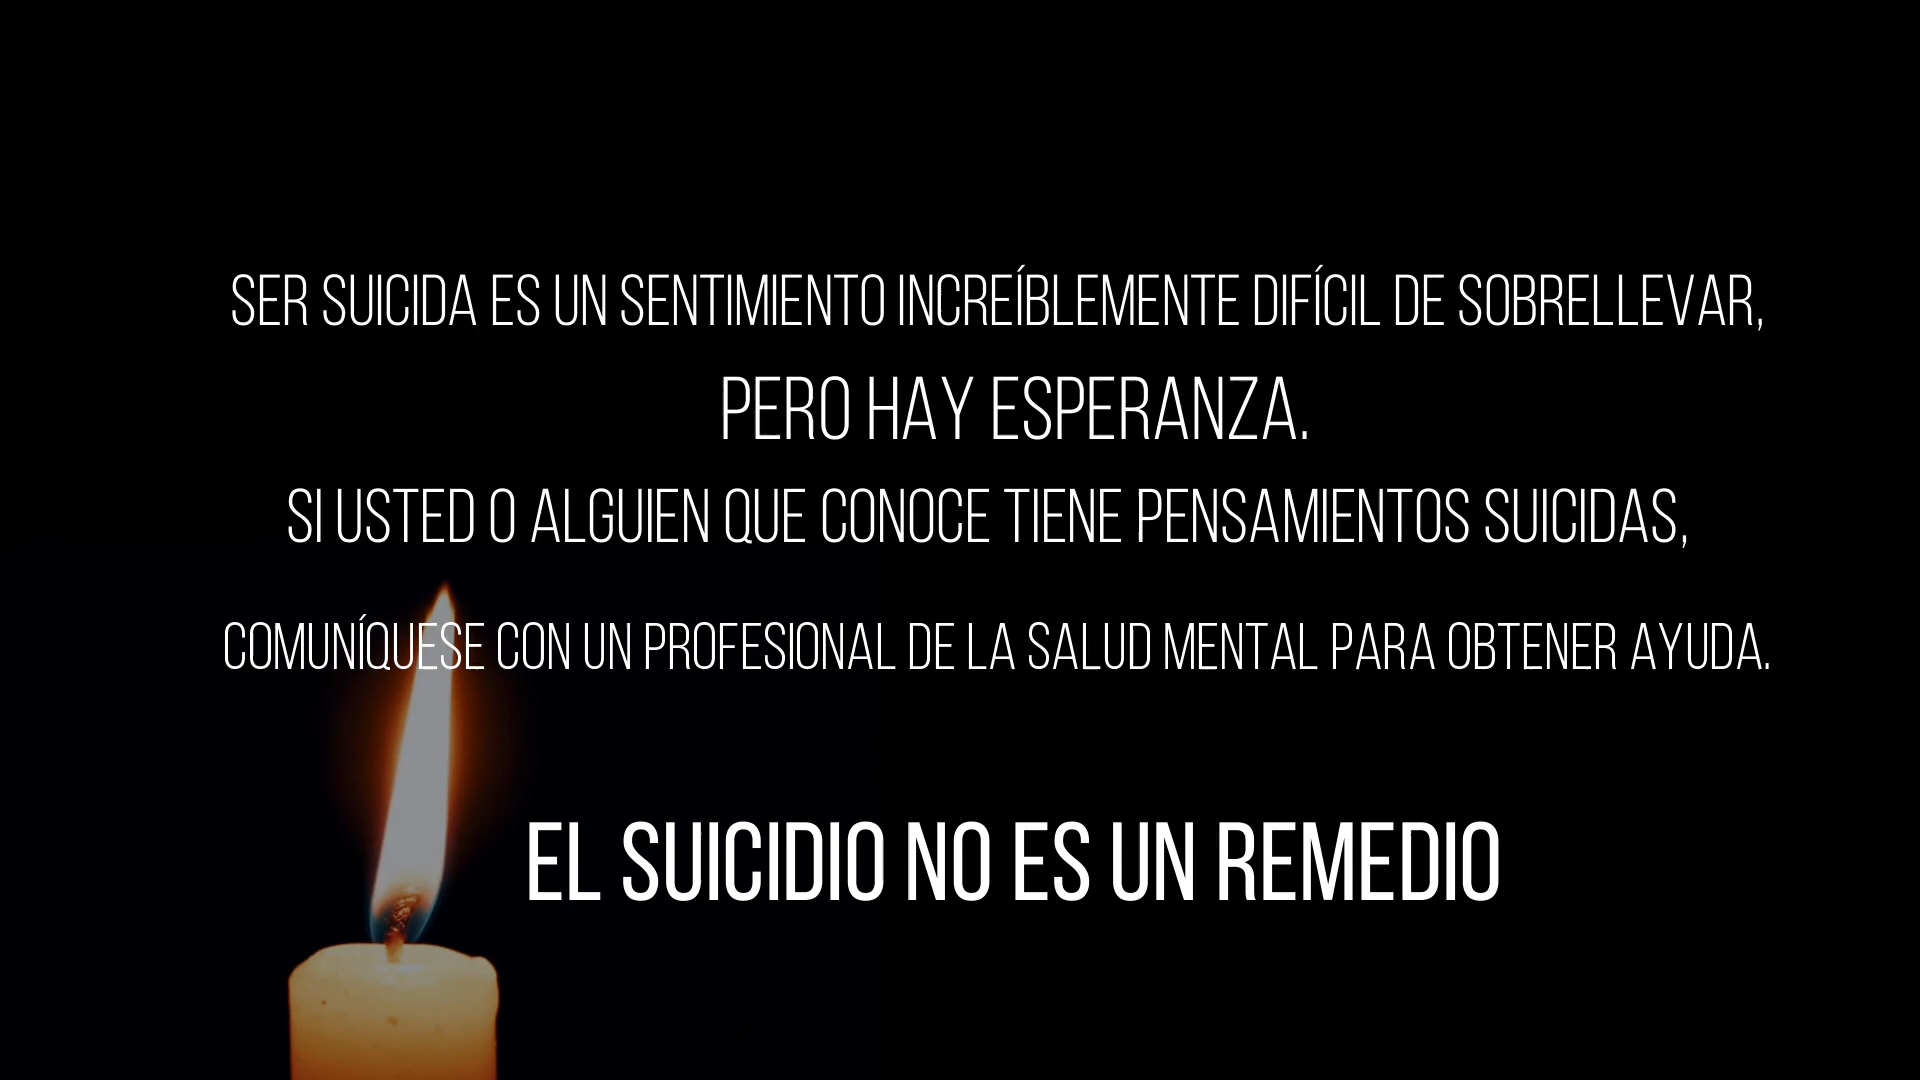 SER SUICIDA ES UN SENTIMIENTO INCREÍBLEMENTE DIFÍCIL DE SOBRELLEVAR,
PERO HAY ESPERANZA.
SI USTED O ALGUIEN QUE CONOCE TIENE PENSAMIENTOS SUICIDAS,
COMUNÍQUESE CON UN PROFESIONAL DE LA SALUD MENTAL PARA OBTENER AYUDA.
EL SUICIDIO NO ES UN REMEDIO